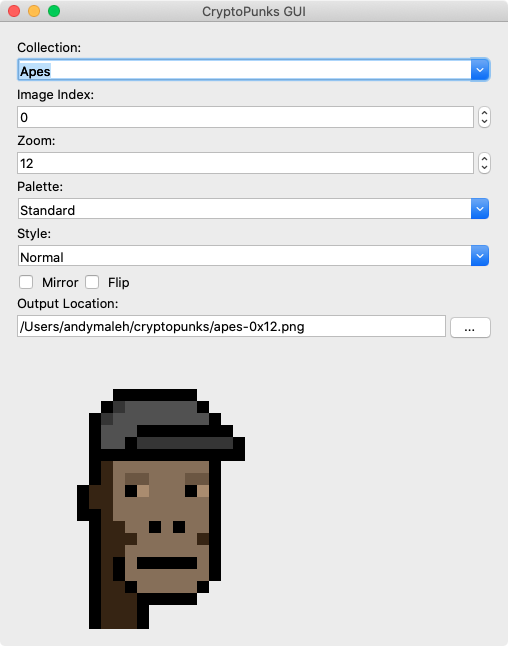 CryptoPunks GUI
Collection:
Apes
Image Index:
0
Zoom:
12
Palette:
Standard
Style:
Normal
Mirror Flip
Output Location:
/Users/andymaleh/cryptopunks/apes-0x12.png ...